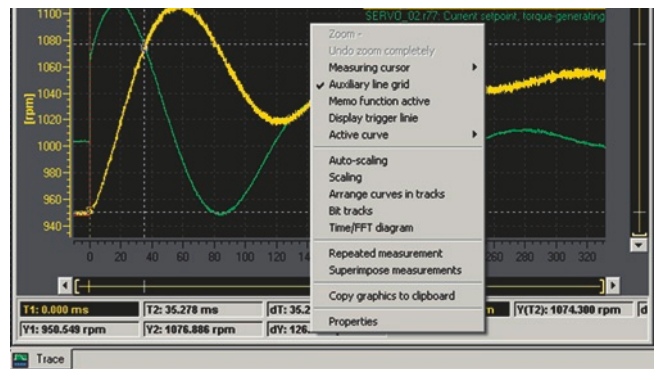 1100
SERVO_02.r77: Current setpoint, torque-generating
1080
1060
1040
1020
1000
980
960
940
[rpm]
0 20 40 60 80 100 120 260 280 300 320
Zoom -
Undo zoom completely
Measuring cursor
Auxiliary line grid
Memo function active
Display trigger linie
Active curve
Auto-scaling
Scaling
Arrange curves in tracks
Bit tracks
Time/FFT diagram
Repeated measurement
Superimpose measurements
Copy graphics to clipboard
Properties
T1: 0.000 ms T2: 35.278 ms dT: 35.2 Y(T2): 1074.300 rpm
Y1: 950.549 rpm Y2: 1076.886 rpm dY: 126.
Trace